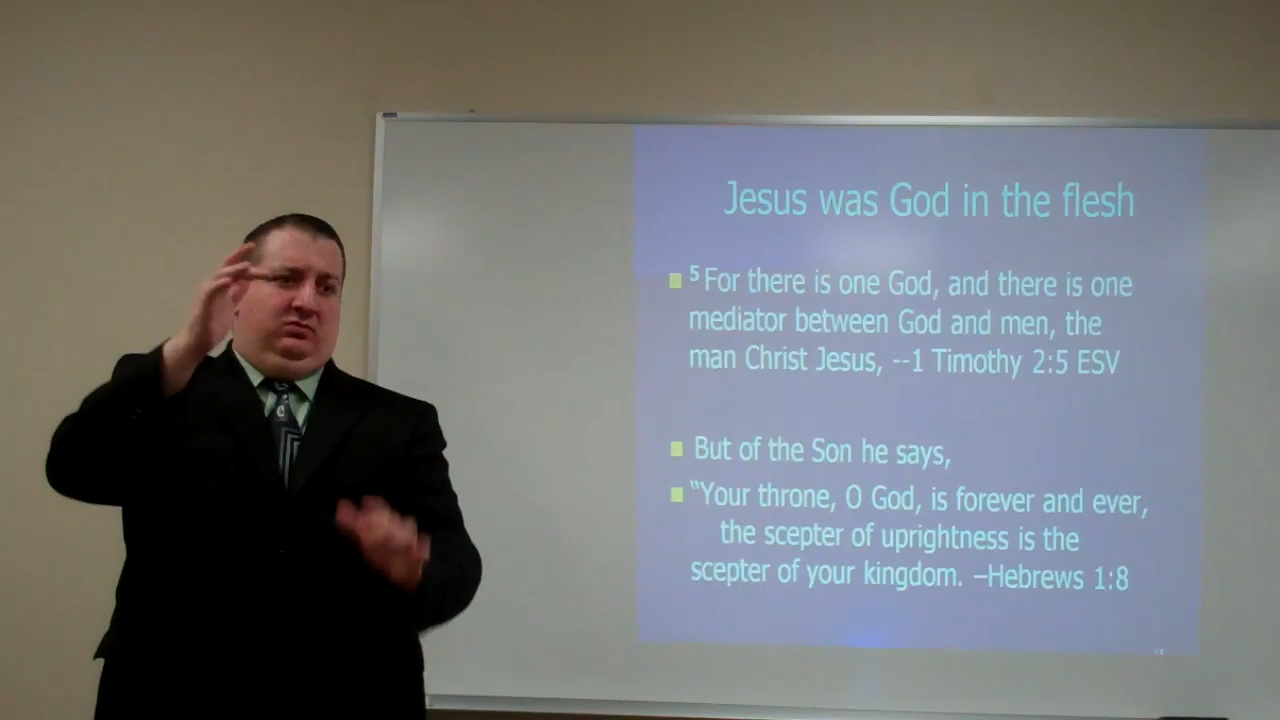 Jesus was God in the flesh
⁵ For there is one God, and there is one
mediator between God and men, the
man Christ Jesus, --1 Timothy 2:5 ESV
But of the Son he says,
“Your throne, O God, is forever and ever,
the scepter of uprightness is the
scepter of your kingdom. –Hebrews 1:8